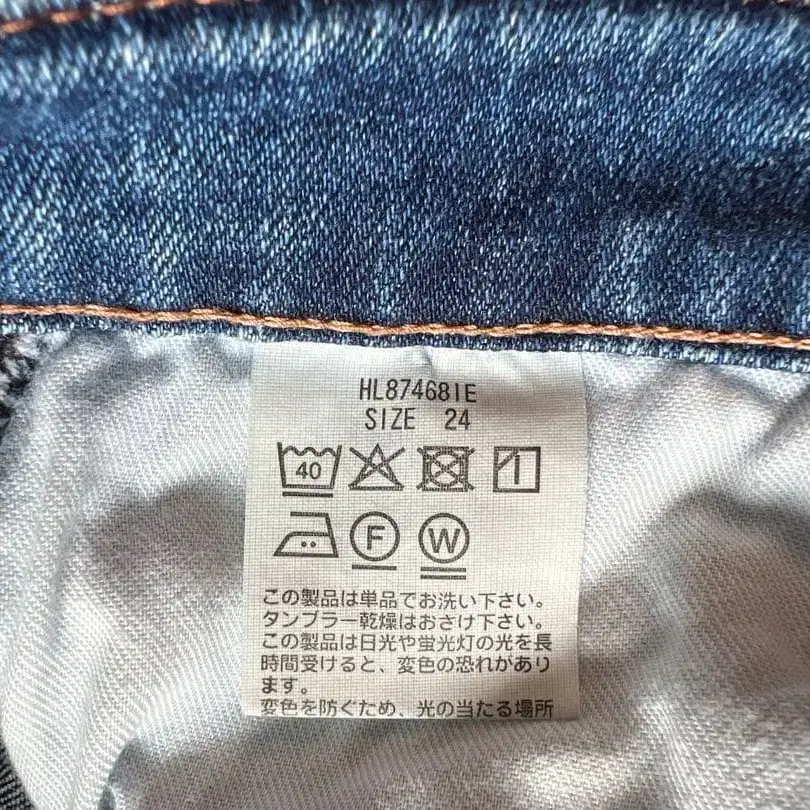 HL874681E
SIZE 24
40
F W
この製品は単品でお洗い下さい。
タンブラー乾燥はおさけ下さい。
この製品は日光や蛍光灯の光を長
時間受けると、変色の恐れがあり
ます。
変色を防ぐため、光の当たる場所